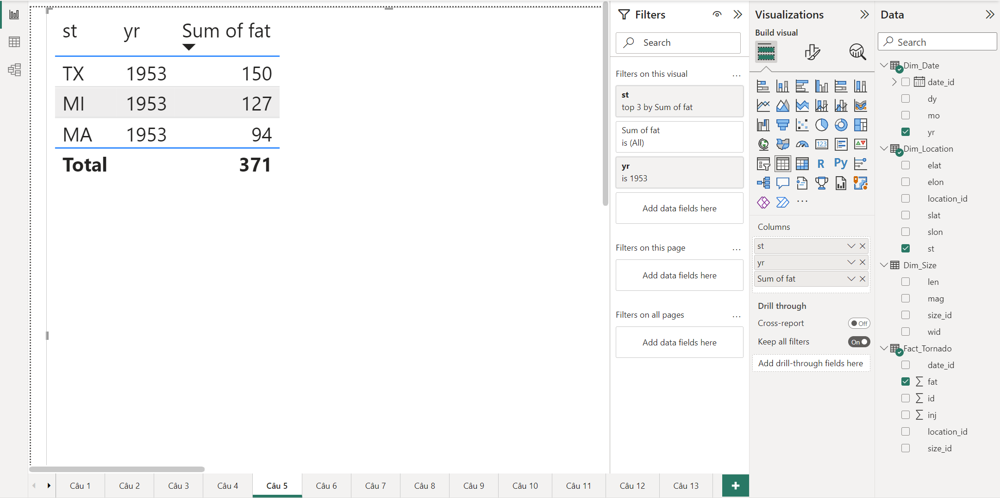 st yr Sum of fat
TX 1953 150
MI 1953 127
MA 1953 94
Total 371
Câu 1
Câu 2
Câu 3
Câu 4
Câu 5
Câu 6
Câu 7
Câu 8
Câu 9
Câu 10
Câu 11
Câu 12
Câu 13
Filters
Search
Filters on this visual ...
st
top 3 by Sum of fat
Sum of fat
is (All)
yr
is 1953
Add data fields here
Filters on this page ...
Add data fields here
Filters on all pages ...
Add data fields here
Visualizations
Build visual
123
R Py
...
Columns
st
yr
Sum of fat
Drill through
Cross-report Off
Keep all filters On
Add drill-through fields here
Data
Search
Dim_Date
date_id
dy
mo
yr
Dim_Location
elat
elon
location_id
slat
slon
st
Dim_Size
len
mag
size_id
wid
Fact_Tornado
date_id
∑ fat
∑ id
∑ inj
location_id
size_id